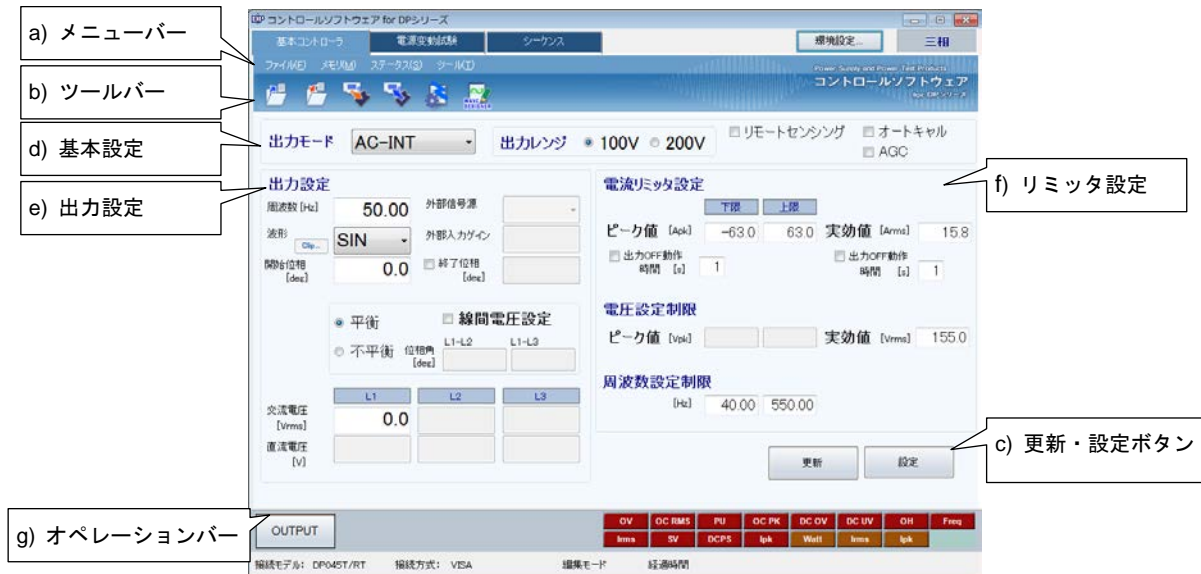 a) メニューバー
b) ツールバー
d) 基本設定
e) 出力設定
g) オペレーションバー
f) リミッタ設定
c) 更新・設定ボタン
コントロールソフトウェア for DPシリーズ
基本コントローラ 電源変動試験 シーケンス 環境設定... 三相
ファイル(F) メモリ(M) ステータス(S) ツール(T)
Power Supply and Power Test Products
コントロールソフトウェア
for DPシリーズ
出力モード AC-INT 出力レンジ 100V 200V リモートセンシング オートキャル
AGC
出力設定
周波数 [Hz] 50.00 外部信号源
波形 Clip... SIN 外部入力ゲイン
開始位相 [deg] 0.0 終了位相 [deg]
平衡 線間電圧設定
不平衡 位相角 [deg] L1-L2 L1-L3
L1 L2 L3
交流電圧 [Vrms] 0.0
直流電圧 [V]
電流リミッタ設定
下限 上限
ピーク値 [Apk] -63.0 63.0 実効値 [Arms] 15.8
出力OFF動作 時間 [s] 1 出力OFF動作 時間 [s] 1
電圧設定制限
ピーク値 [Vpk] 実効値 [Vrms] 155.0
周波数設定制限
[Hz] 40.00 550.00
更新 設定
OUTPUT
OV OC RMS PU OC PK DC OV DC UV OH Freq
Irms SV DCPS Ipk Watt Irms Ipk
接続モデル: DP045T/RT 接続方式: VISA 編集モード 経過時間